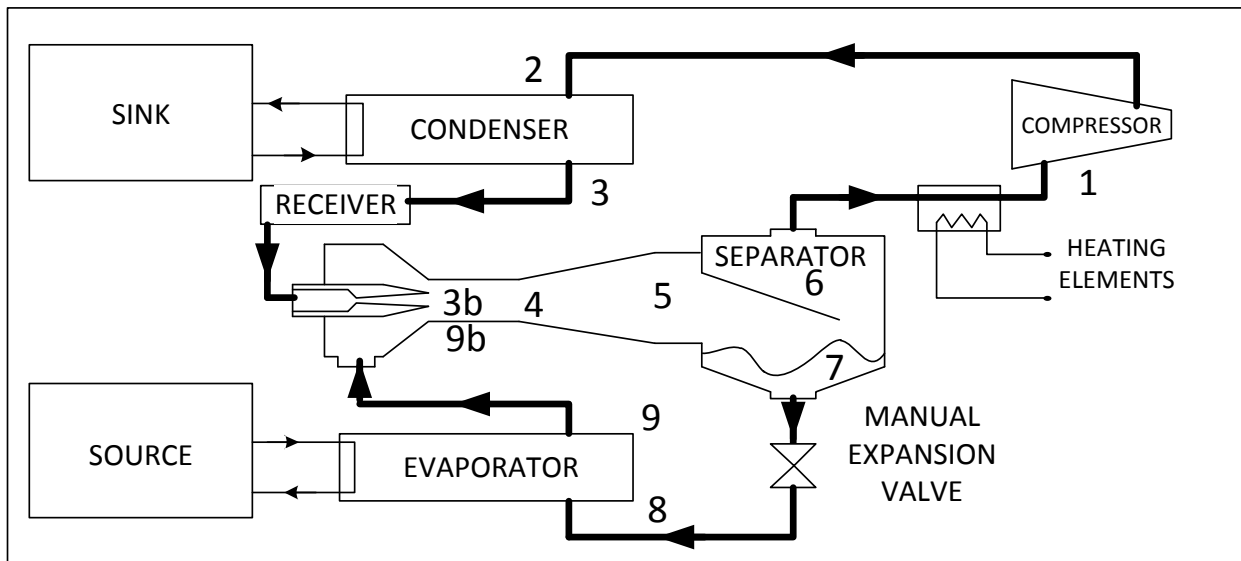 2
SINK
CONDENSER
COMPRESSOR
3
1
RECEIVER
SEPARATOR
HEATING
ELEMENTS
6
5
3b
4
9b
7
9
MANUAL
EXPANSION
VALVE
SOURCE
EVAPORATOR
8